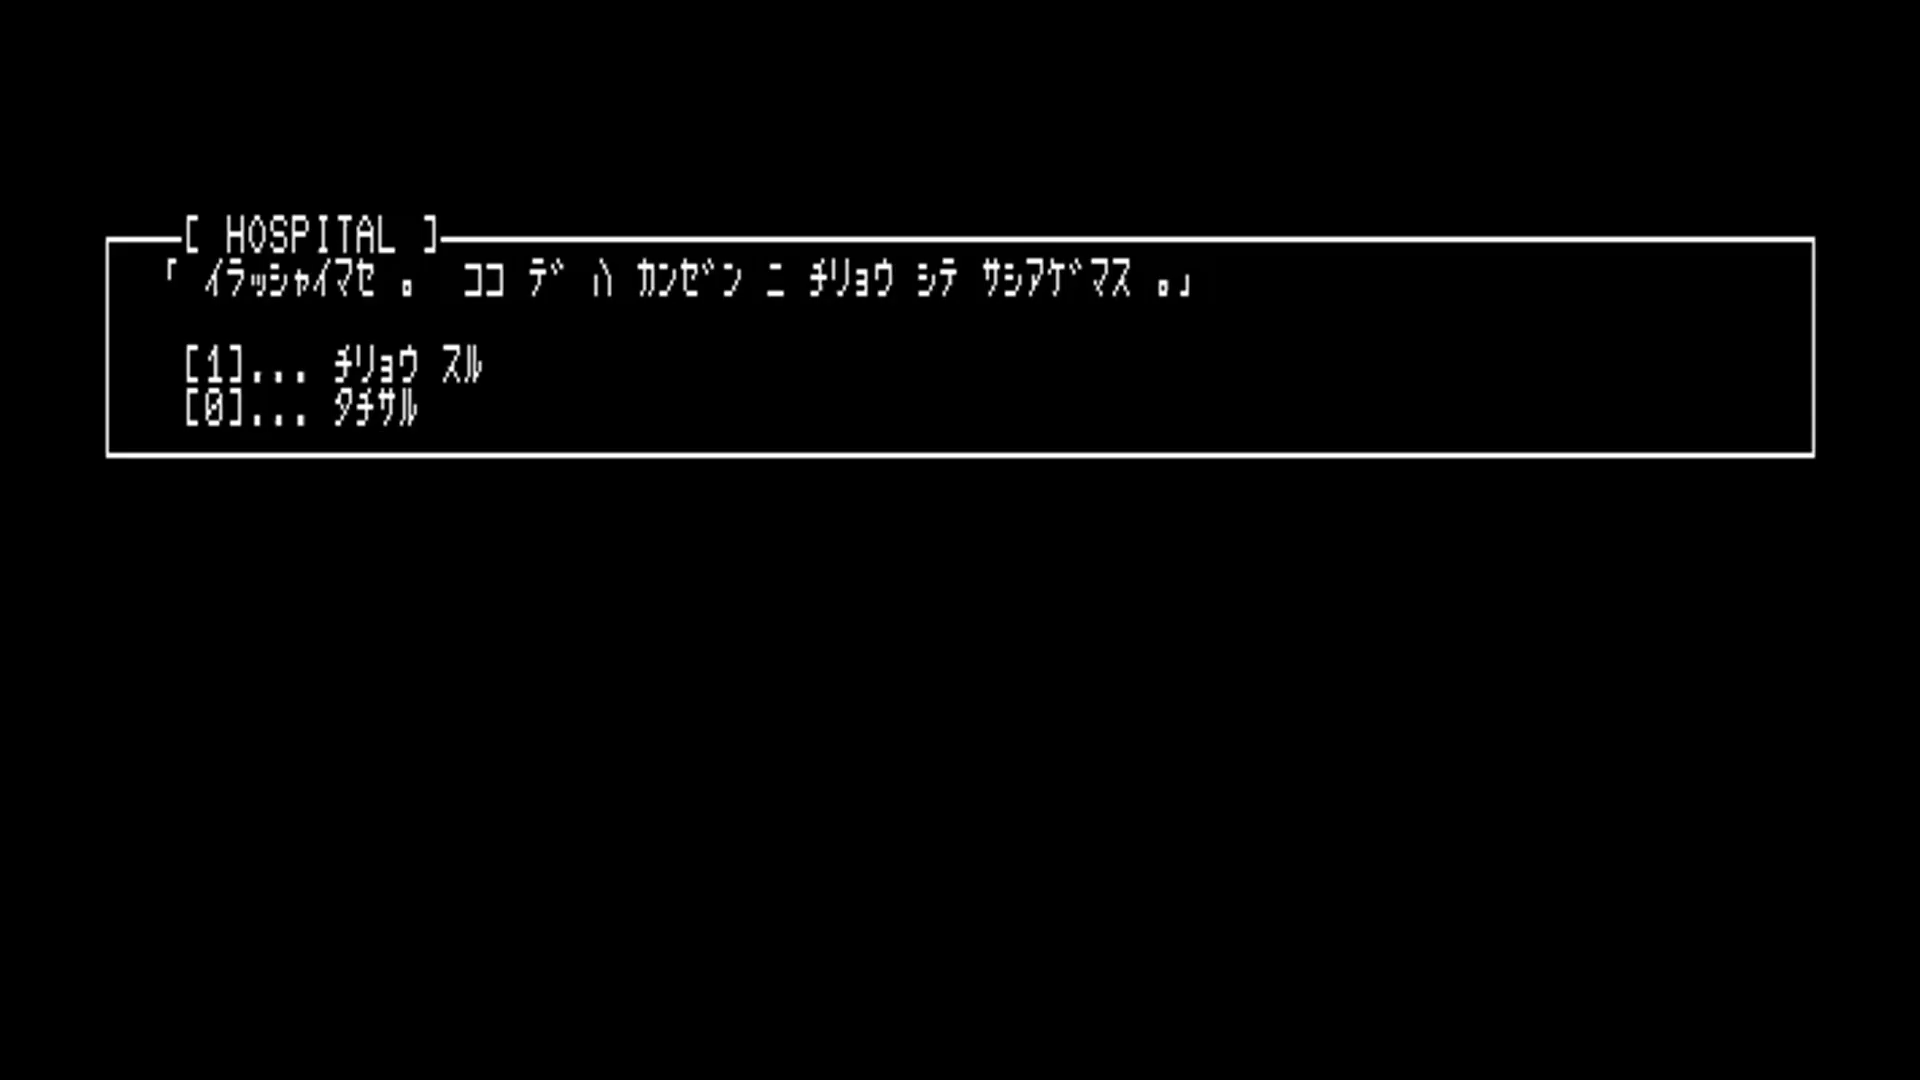 [ HOSPITAL ]
「 イラッシャイマセ 。 ココ デ゛ ハ カンセ゛ン ニ チリョウ シテ サシアケ゛マス 。」
[1]... チリョウ スル
[0]... タチサル